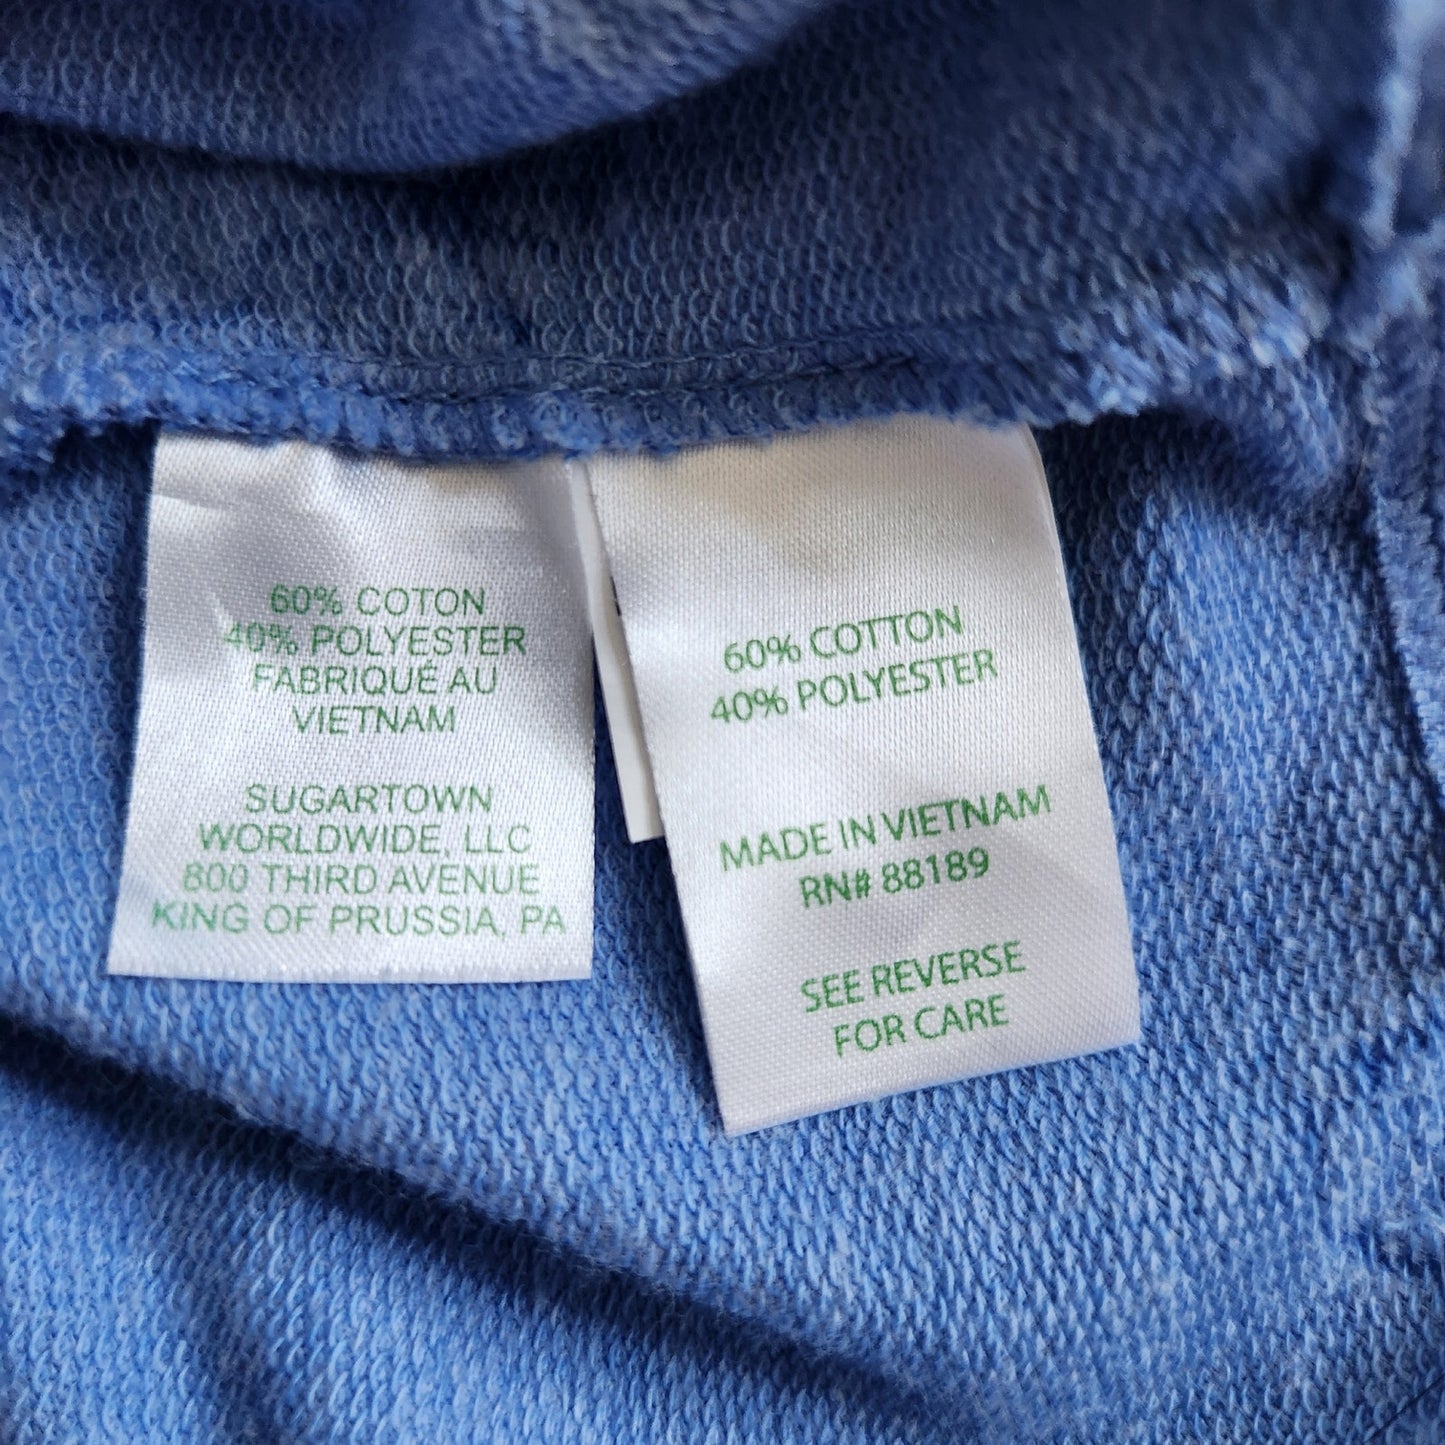 60% COTON
40% POLYESTER
FABRIQUÉ AU
VIETNAM
SUGARTOWN
WORLDWIDE, LLC
800 THIRD AVENUE
KING OF PRUSSIA, PA
60% COTTON
40% POLYESTER
MADE IN VIETNAM
RN# 88189
SEE REVERSE
FOR CARE